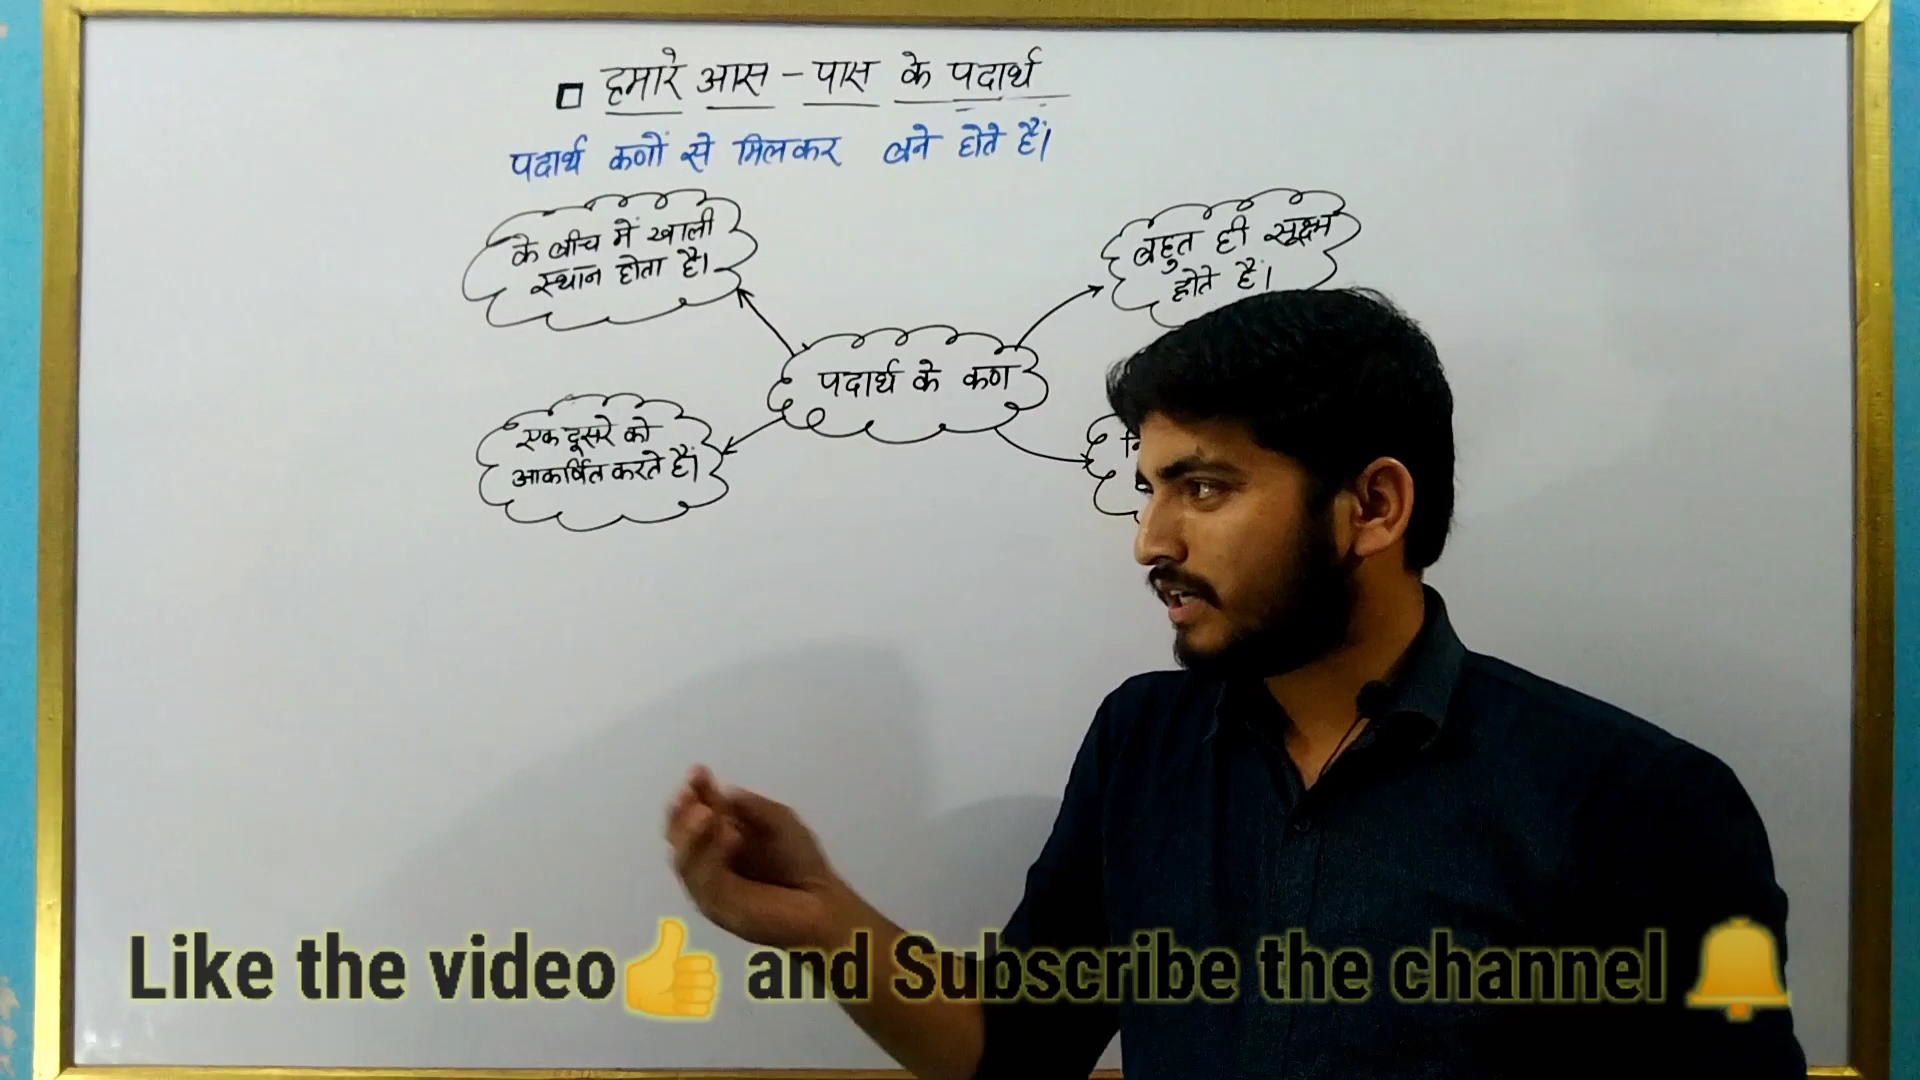 हमारे आस - पास के पदार्थ
पदार्थ कणों से मिलकर बने होते हैं।
के बीच में खाली
स्थान होता है।
बहुत ही सूक्ष्म
होते है।
पदार्थ के कण
एक दूसरे को
आकर्षित करते हैं।
Like the video👍 and Subscribe the channel 🔔